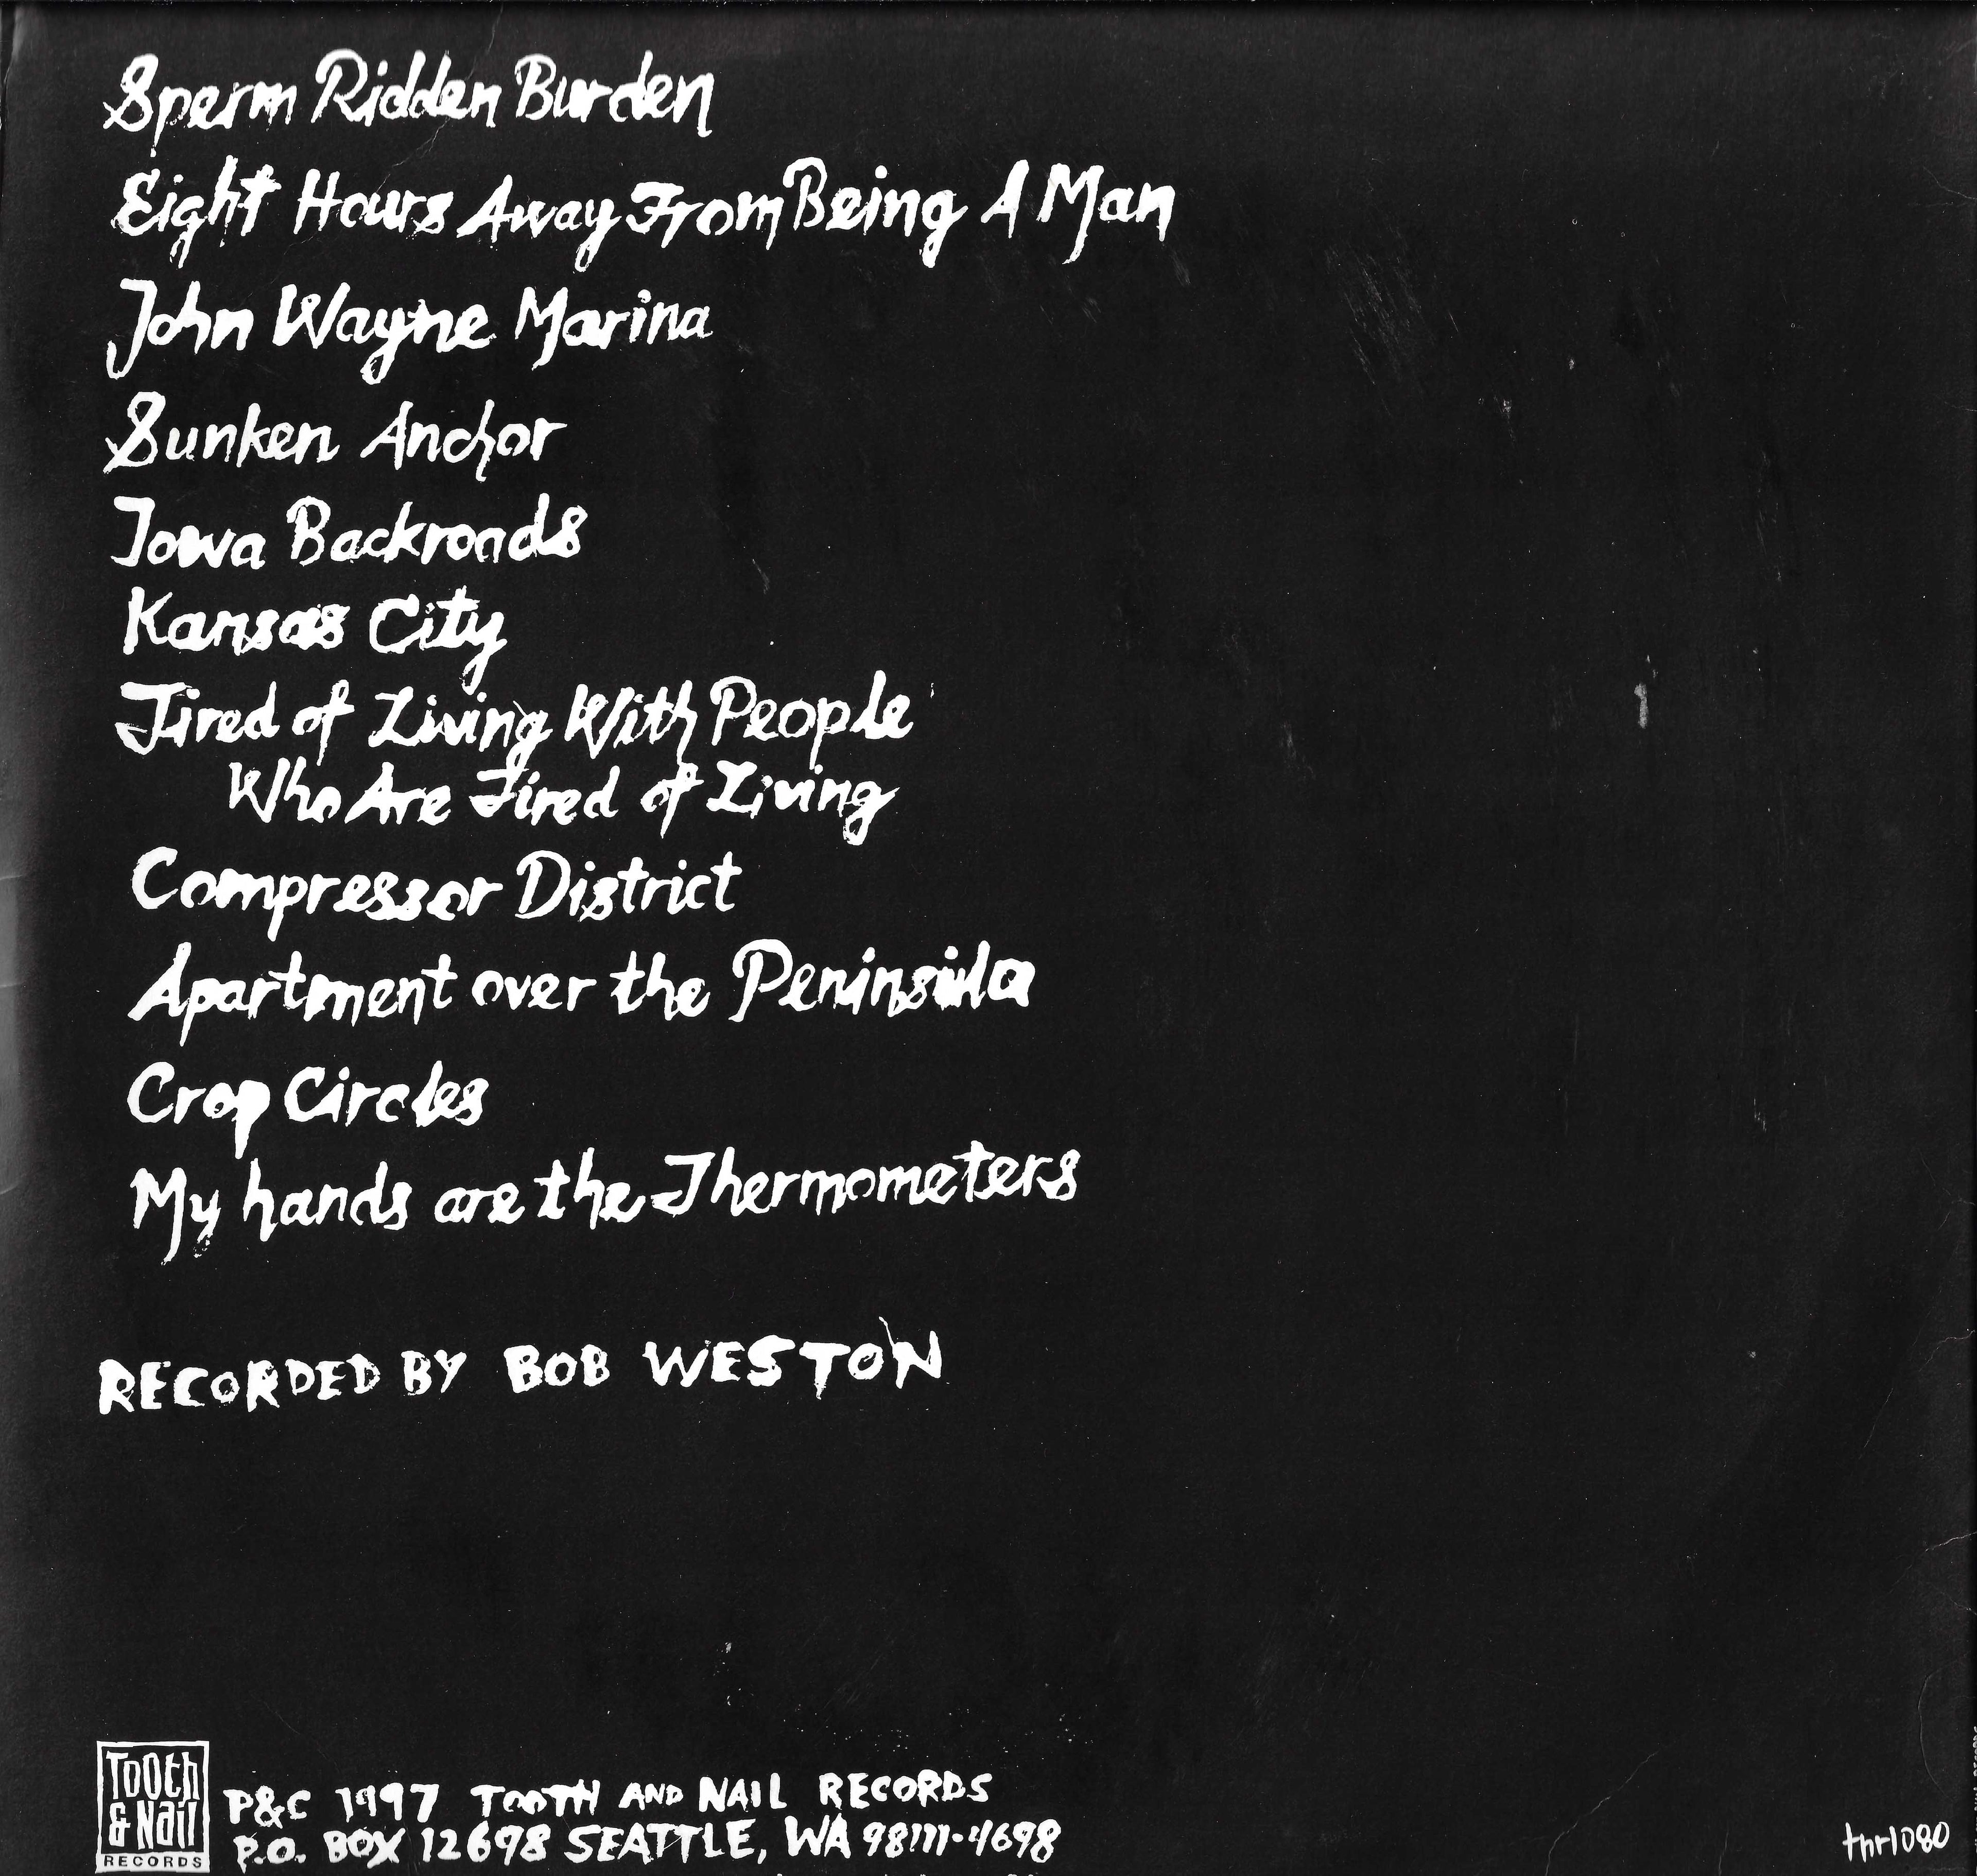 Sperm Ridden Burden
Eight Hours Away From Being A Man
John Wayne Marina
Sunken Anchor
Iowa Backroads
Kansas City
Tired of Living With People
Who Are Tired of Living
Compressor District
Apartment over the Peninsula
Crop Circles
My hands are the Thermometers
RECORDED BY BOB WESTON
Tooth
& Nail
RECORDS
P&C 1997 TOOTH AND NAIL RECORDS
P.O. BOX 12698 SEATTLE, WA 98111-4698
tnr1080